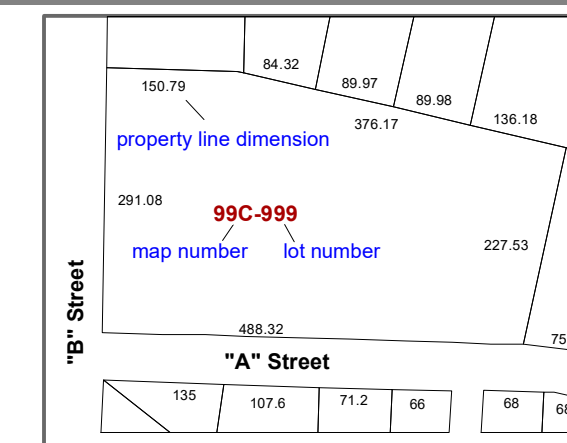 84.32
89.97
89.98
136.18
150.79
376.17
property line dimension
291.08
99C-999
map number
lot number
227.53
"B" Street
488.32
75
"A" Street
135
107.6
71.2
66
68
68